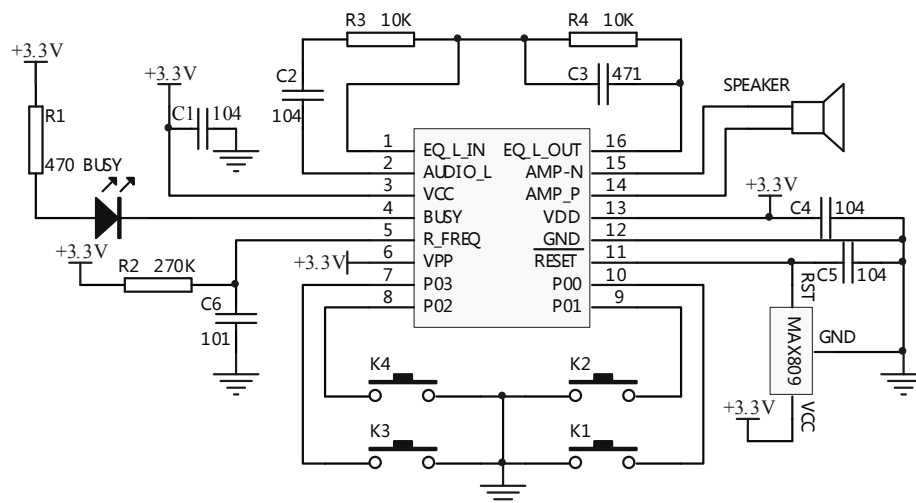 R3 10K
R4 10K
+3.3V
+3.3V
C2
104
C3 471
SPEAKER
R1
470
C1 104
BUSY
1 EQ_L_IN EQ_L_OUT 16
2 AUDIO_L AMP-N 15
3 VCC AMP_P 14
4 BUSY VDD 13
5 R_FREQ GND 12
6 VPP RESET 11
7 P03 P00 10
8 P02 P01 9
+3.3V
C4 104
+3.3V
R2 270K
+3.3V
C5 104
C6
101
RST
MAX809
GND
VCC
+3.3V
K4
K2
K3
K1